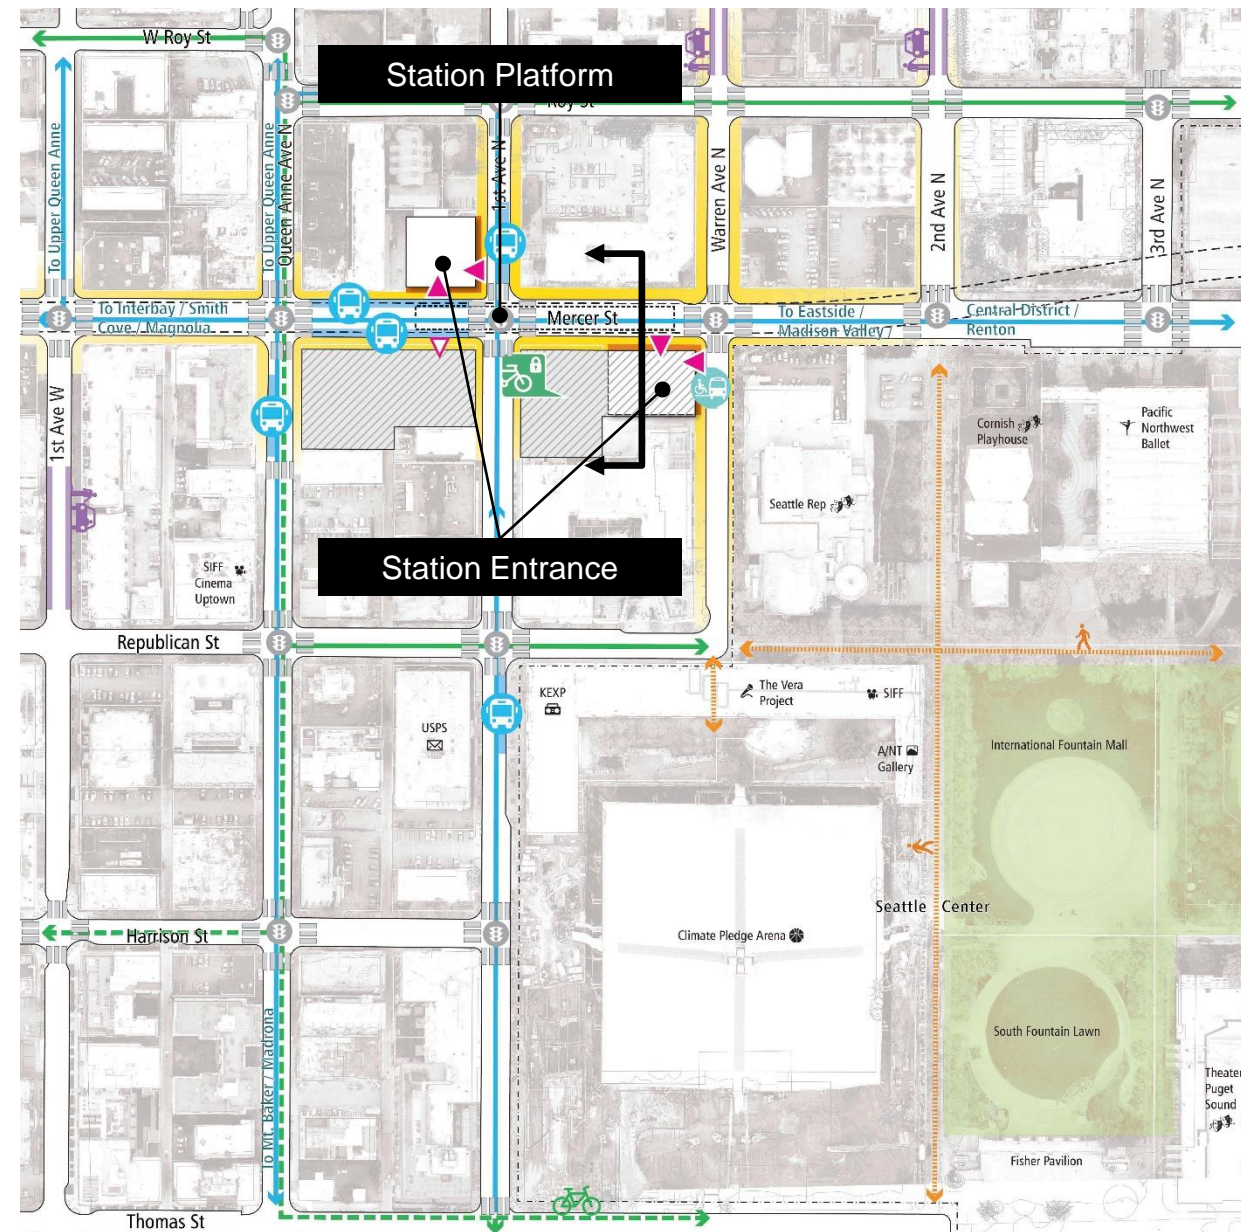 W Roy St
Station Platform
Roy St
To Upper Queen Anne
To Upper Queen Anne
Queen Anne Ave N
1st Ave N
Warren Ave N
2nd Ave N
3rd Ave N
To Interbay / Smith
Cove / Magnolia
Mercer St
To Eastside /
Madison Valley /
Central District /
Renton
1st Ave W
Cornish
Playhouse
Pacific
Northwest
Ballet
Seattle Rep
Station Entrance
SIFF
Cinema
Uptown
Republican St
KEXP
The Vera
Project
SIFF
USPS
A/NT
Gallery
International Fountain Mall
Seattle Center
Harrison St
Climate Pledge Arena
To Mt. Baker / Madrona
South Fountain Lawn
Theater
Puget
Sound
Fisher Pavilion
Thomas St